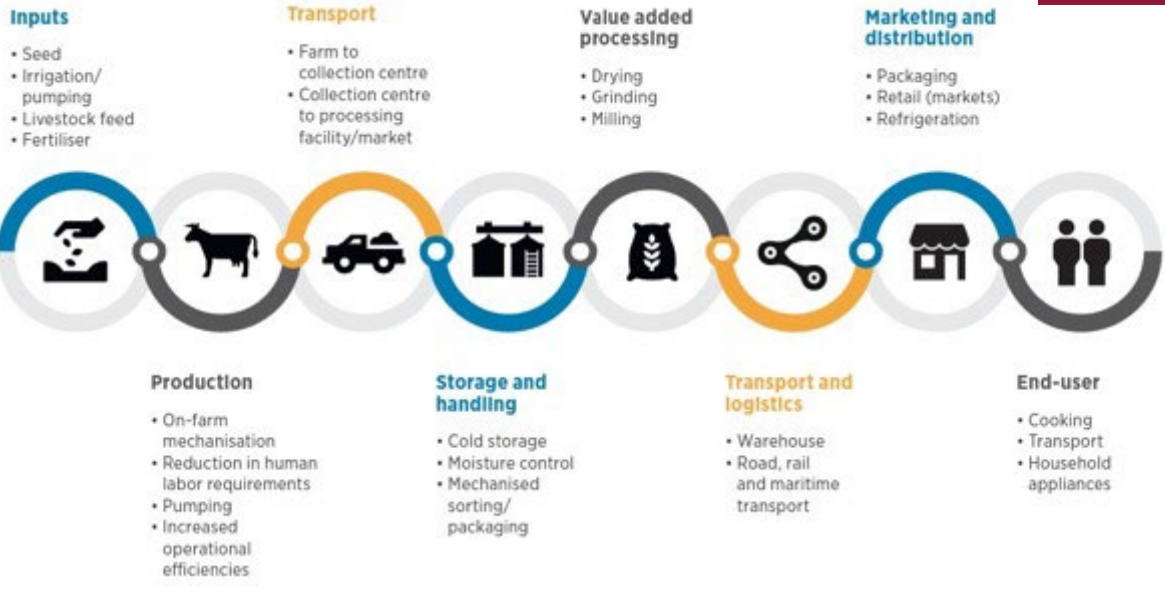 Inputs
• Seed
• Irrigation/
pumping
• Livestock feed
• Fertiliser
Transport
• Farm to
collection centre
• Collection centre
to processing
facility/market
Value added
processing
• Drying
• Grinding
• Milling
Marketing and
distribution
• Packaging
• Retail (markets)
• Refrigeration
Production
• On-farm
mechanisation
• Reduction in human
labor requirements
• Pumping
• Increased
operational
efficiencies
Storage and
handling
• Cold storage
• Moisture control
• Mechanised
sorting/
packaging
Transport and
logistics
• Warehouse
• Road, rail
and maritime
transport
End-user
• Cooking
• Transport
• Household
appliances